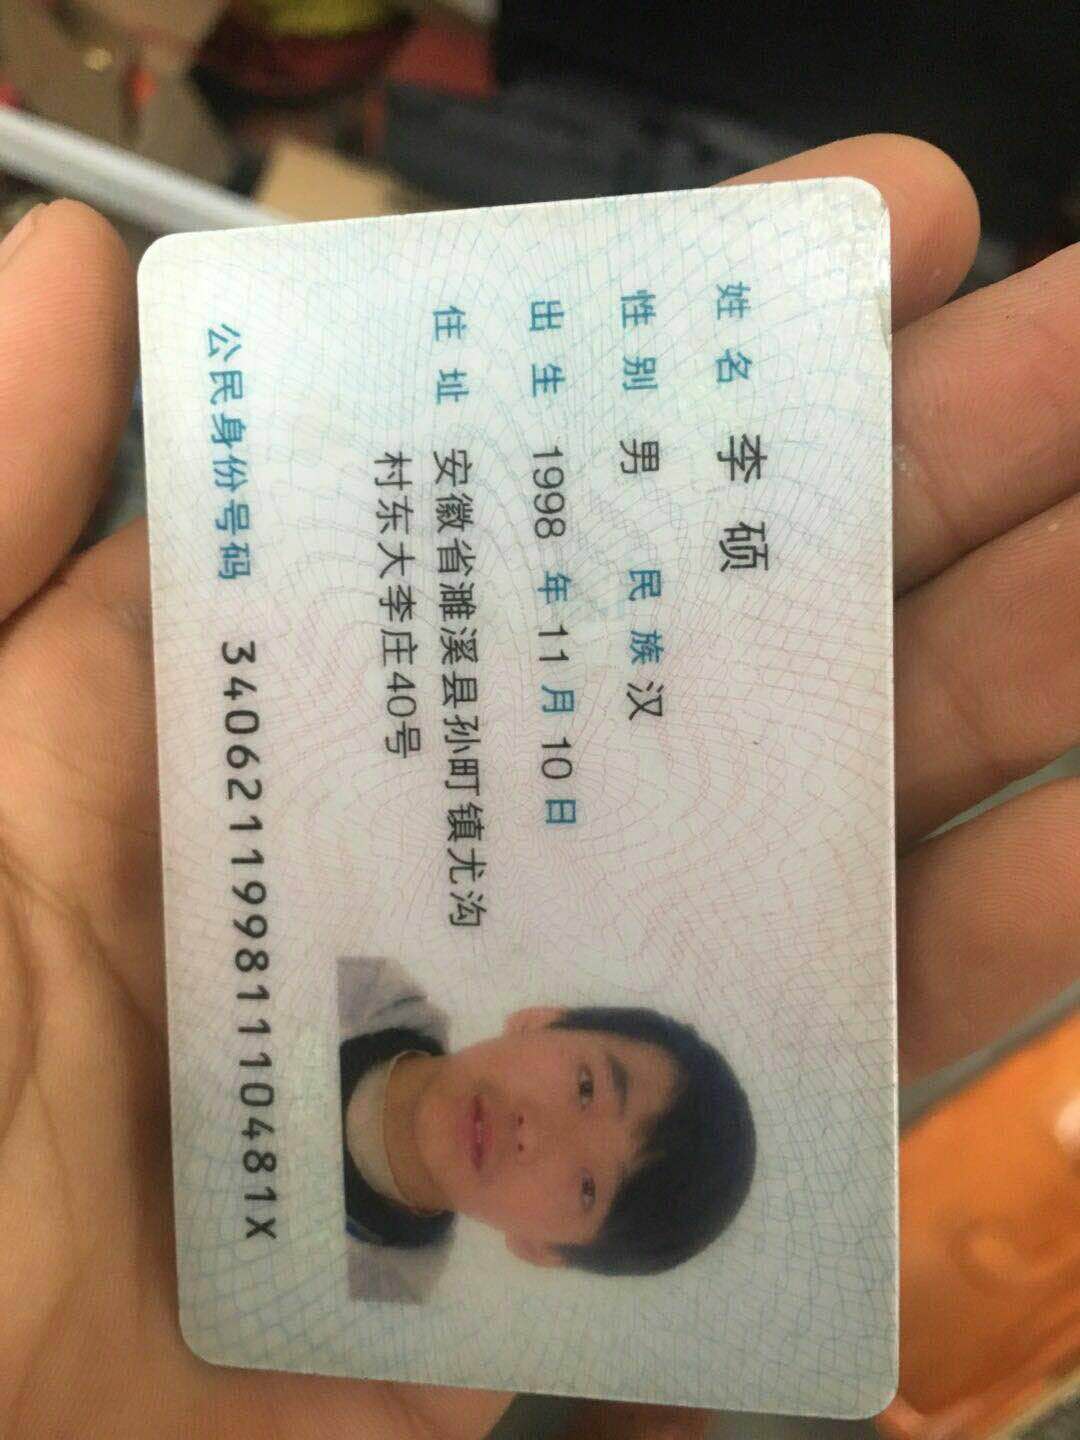 姓名 李硕
性别 男 民族 汉
出生 1998 年 11 月 10 日
住址 安徽省濉溪县孙町镇尤沟
村东大李庄40号
公民身份号码 34062119981110481X